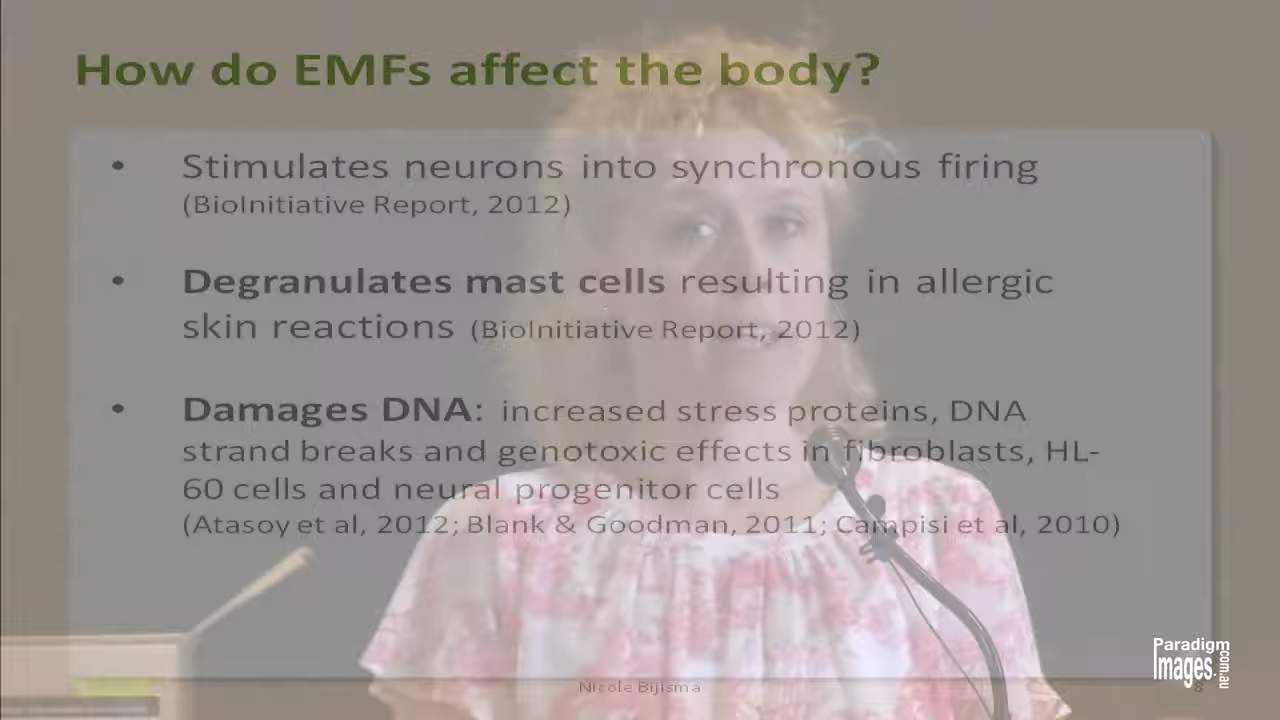 How do EMFs affect the body?
• Stimulates neurons into synchronous firing
(BioInitiative Report, 2012)
• Degranulates mast cells resulting in allergic
skin reactions (BioInitiative Report, 2012)
• Damages DNA: increased stress proteins, DNA
strand breaks and genotoxic effects in fibroblasts, HL-
60 cells and neural progenitor cells
(Atasoy et al, 2012; Blank & Goodman, 2011; Campisi et al, 2010)
Nicole Bijlsma
8
Paradigm
Images.com.au